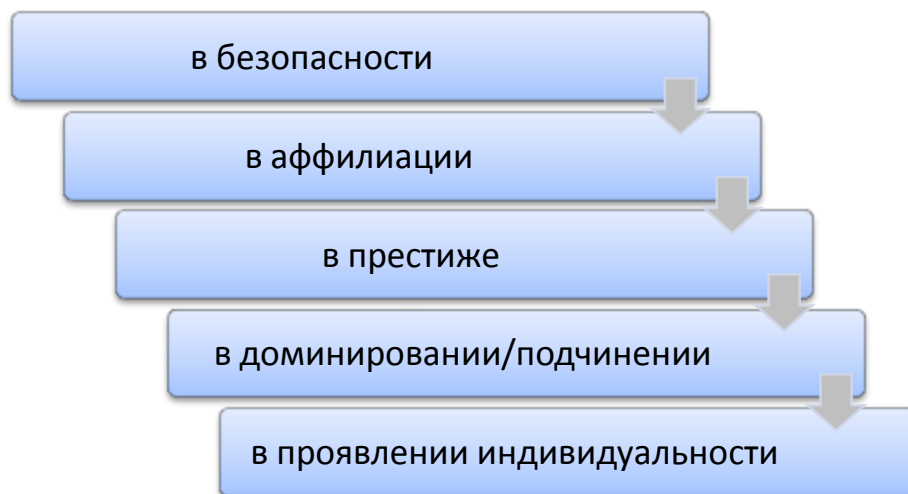 в безопасности
в аффилиации
в престиже
в доминировании/подчинении
в проявлении индивидуальности